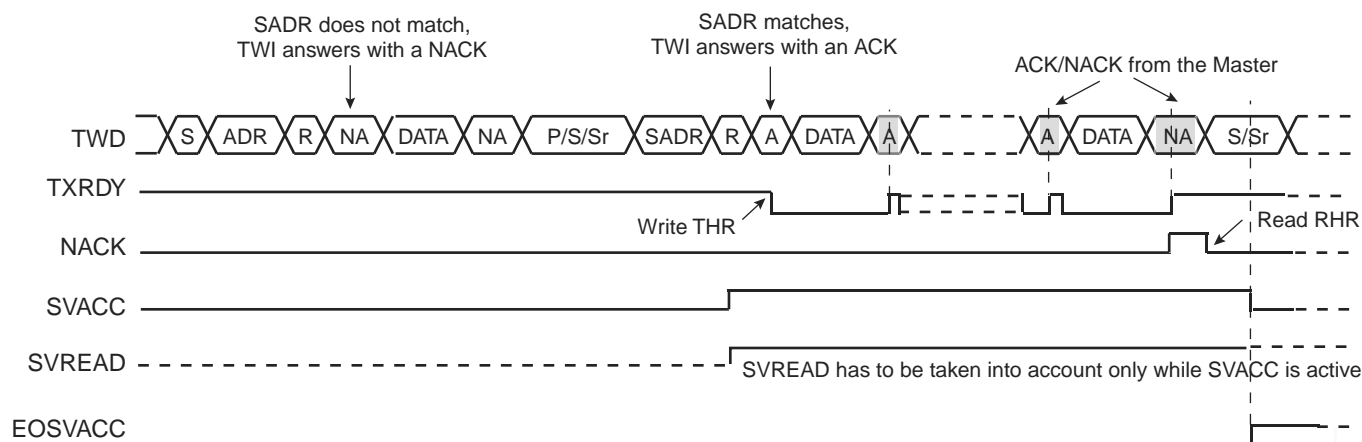 SADR does not match,
TWI answers with a NACK
SADR matches,
TWI answers with an ACK
ACK/NACK from the Master
TWD S ADR R NA DATA NA P/S/Sr SADR R A DATA A A DATA NA S/Sr
TXRDY
Write THR
Read RHR
NACK
SVACC
SVREAD
SVREAD has to be taken into account only while SVACC is active
EOSVACC